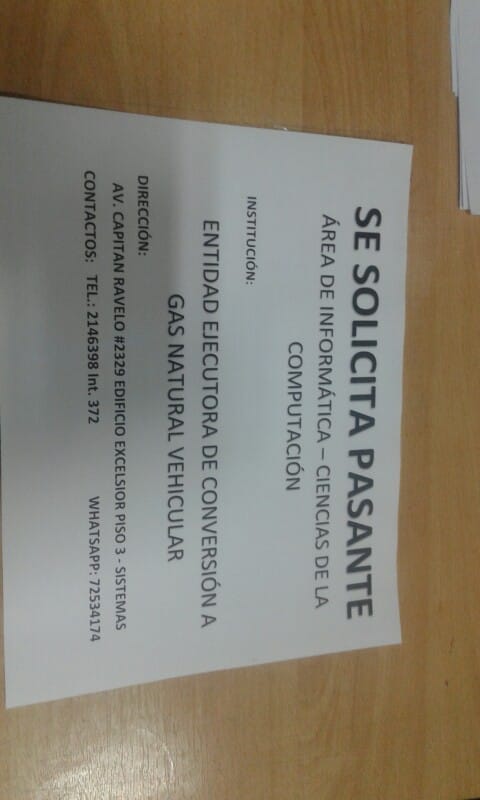 SE SOLICITA PASANTE
ÁREA DE INFORMÁTICA – CIENCIAS DE LA
COMPUTACIÓN
INSTITUCIÓN:
ENTIDAD EJECUTORA DE CONVERSIÓN A
GAS NATURAL VEHICULAR
DIRECCIÓN:
AV. CAPITAN RAVELO #2329 EDIFICIO EXCELSIOR PISO 3 - SISTEMAS
CONTACTOS: TEL.: 2146398 Int. 372 WHATSAPP: 72534174